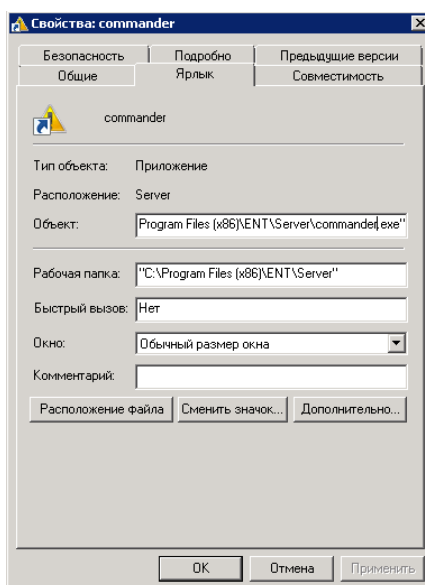 Свойства: commander
Безопасность Подробно Предыдущие версии
Общие Ярлык Совместимость
commander
Тип объекта: Приложение
Расположение: Server
Объект: Program Files (x86)\ENT\Server\commander.exe"
Рабочая папка: "C:\Program Files (x86)\ENT\Server"
Быстрый вызов: Нет
Окно: Обычный размер окна
Комментарий:
Расположение файла Сменить значок... Дополнительно...
OK Отмена Применить